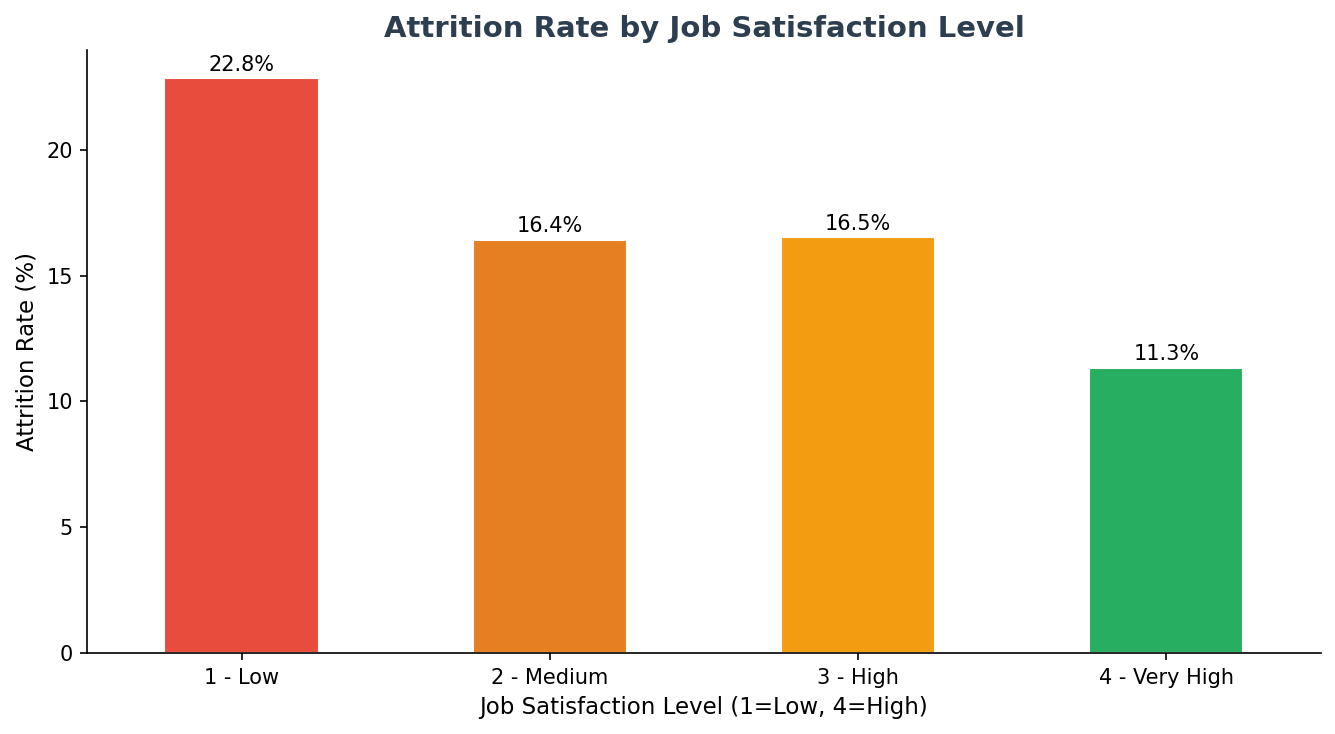 Attrition Rate by Job Satisfaction Level
22.8%
16.4%
16.5%
11.3%
Attrition Rate (%)
20
15
10
5
0
1 - Low
2 - Medium
3 - High
4 - Very High
Job Satisfaction Level (1=Low, 4=High)